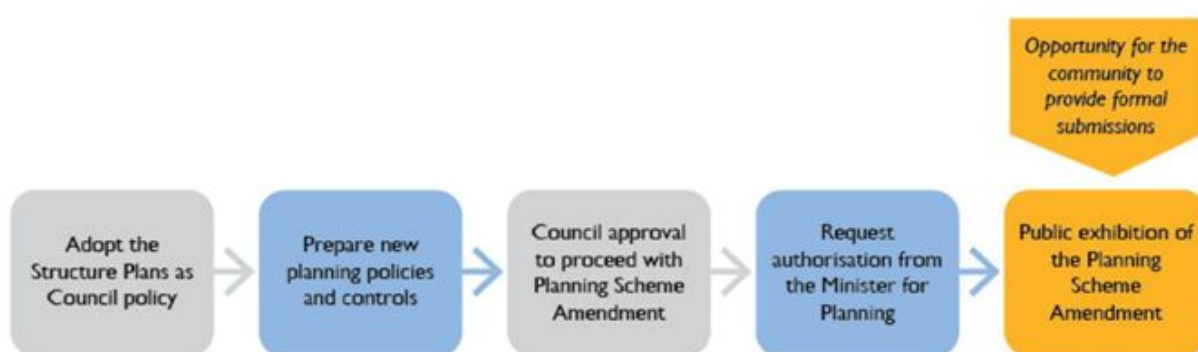 Opportunity for the
community to
provide formal
submissions
Adopt the
Structure Plans as
Council policy
Prepare new
planning policies
and controls
Council approval
to proceed with
Planning Scheme
Amendment
Request
authorisation from
the Minister for
Planning
Public exhibition of
the Planning
Scheme
Amendment